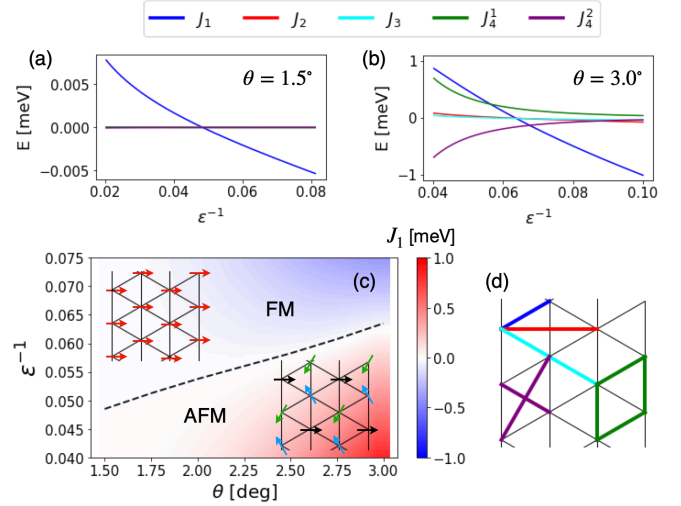 J₁ J₂ J₃ J₄¹ J₄²
(a)
θ = 1.5°
E [meV]
0.005
0.000
−0.005
0.02 0.04 0.06 0.08
ε⁻¹
(b)
θ = 3.0°
E [meV]
1
0
−1
0.04 0.06 0.08 0.10
ε⁻¹
J₁ [meV]
(c)
FM
AFM
ε⁻¹
0.075
0.070
0.065
0.060
0.055
0.050
0.045
0.040
1.50 1.75 2.00 2.25 2.50 2.75 3.00
θ [deg]
1.0
0.5
0.0
−0.5
−1.0
(d)